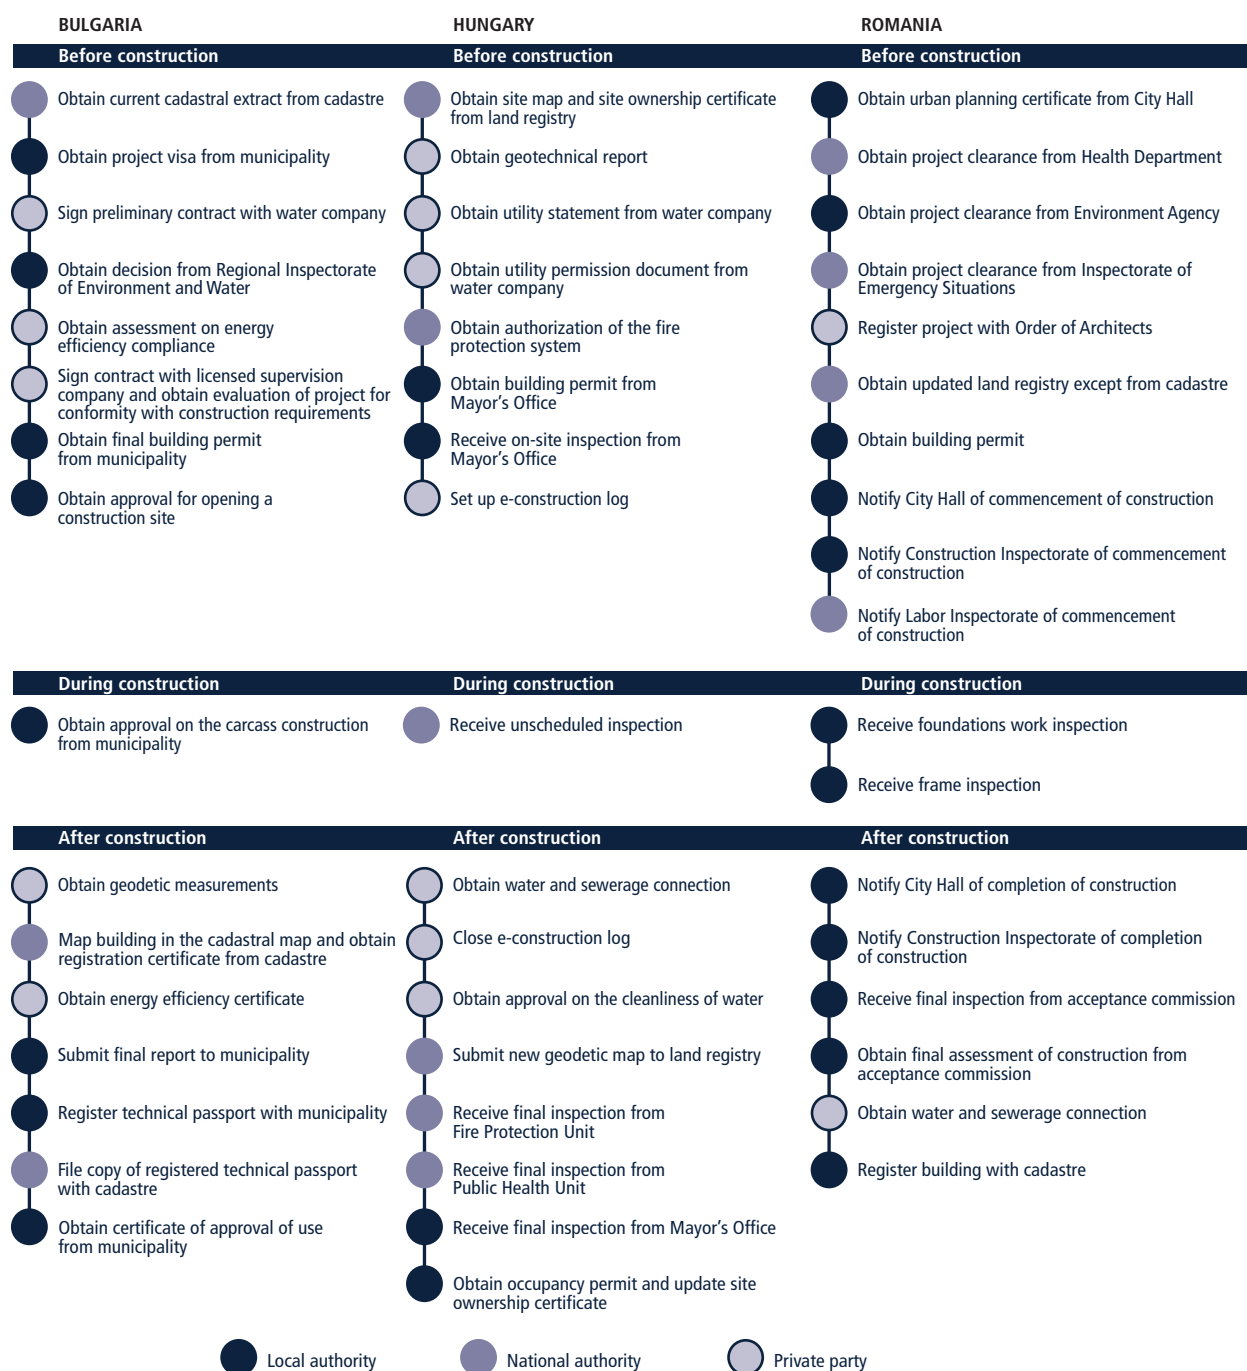 BULGARIA
Before construction
Obtain current cadastral extract from cadastre
Obtain project visa from municipality
Sign preliminary contract with water company
Obtain decision from Regional Inspectorate
of Environment and Water
Obtain assessment on energy
efficiency compliance
Sign contract with licensed supervision
company and obtain evaluation of project for
conformity with construction requirements
Obtain final building permit
from municipality
Obtain approval for opening a
construction site
HUNGARY
Before construction
Obtain site map and site ownership certificate
from land registry
Obtain geotechnical report
Obtain utility statement from water company
Obtain utility permission document from
water company
Obtain authorization of the fire
protection system
Obtain building permit from
Mayor's Office
Receive on-site inspection from
Mayor's Office
Set up e-construction log
ROMANIA
Before construction
Obtain urban planning certificate from City Hall
Obtain project clearance from Health Department
Obtain project clearance from Environment Agency
Obtain project clearance from Inspectorate of
Emergency Situations
Register project with Order of Architects
Obtain updated land registry except from cadastre
Obtain building permit
Notify City Hall of commencement of construction
Notify Construction Inspectorate of commencement
of construction
Notify Labor Inspectorate of commencement
of construction
During construction
Obtain approval on the carcass construction
from municipality
During construction
Receive unscheduled inspection
During construction
Receive foundations work inspection
Receive frame inspection
After construction
Obtain geodetic measurements
Map building in the cadastral map and obtain
registration certificate from cadastre
Obtain energy efficiency certificate
Submit final report to municipality
Register technical passport with municipality
File copy of registered technical passport
with cadastre
Obtain certificate of approval of use
from municipality
After construction
Obtain water and sewerage connection
Close e-construction log
Obtain approval on the cleanliness of water
Submit new geodetic map to land registry
Receive final inspection from
Fire Protection Unit
Receive final inspection from
Public Health Unit
Receive final inspection from Mayor's Office
Obtain occupancy permit and update site
ownership certificate
After construction
Notify City Hall of completion of construction
Notify Construction Inspectorate of completion
of construction
Receive final inspection from acceptance commission
Obtain final assessment of construction from
acceptance commission
Obtain water and sewerage connection
Register building with cadastre
Local authority
National authority
Private party